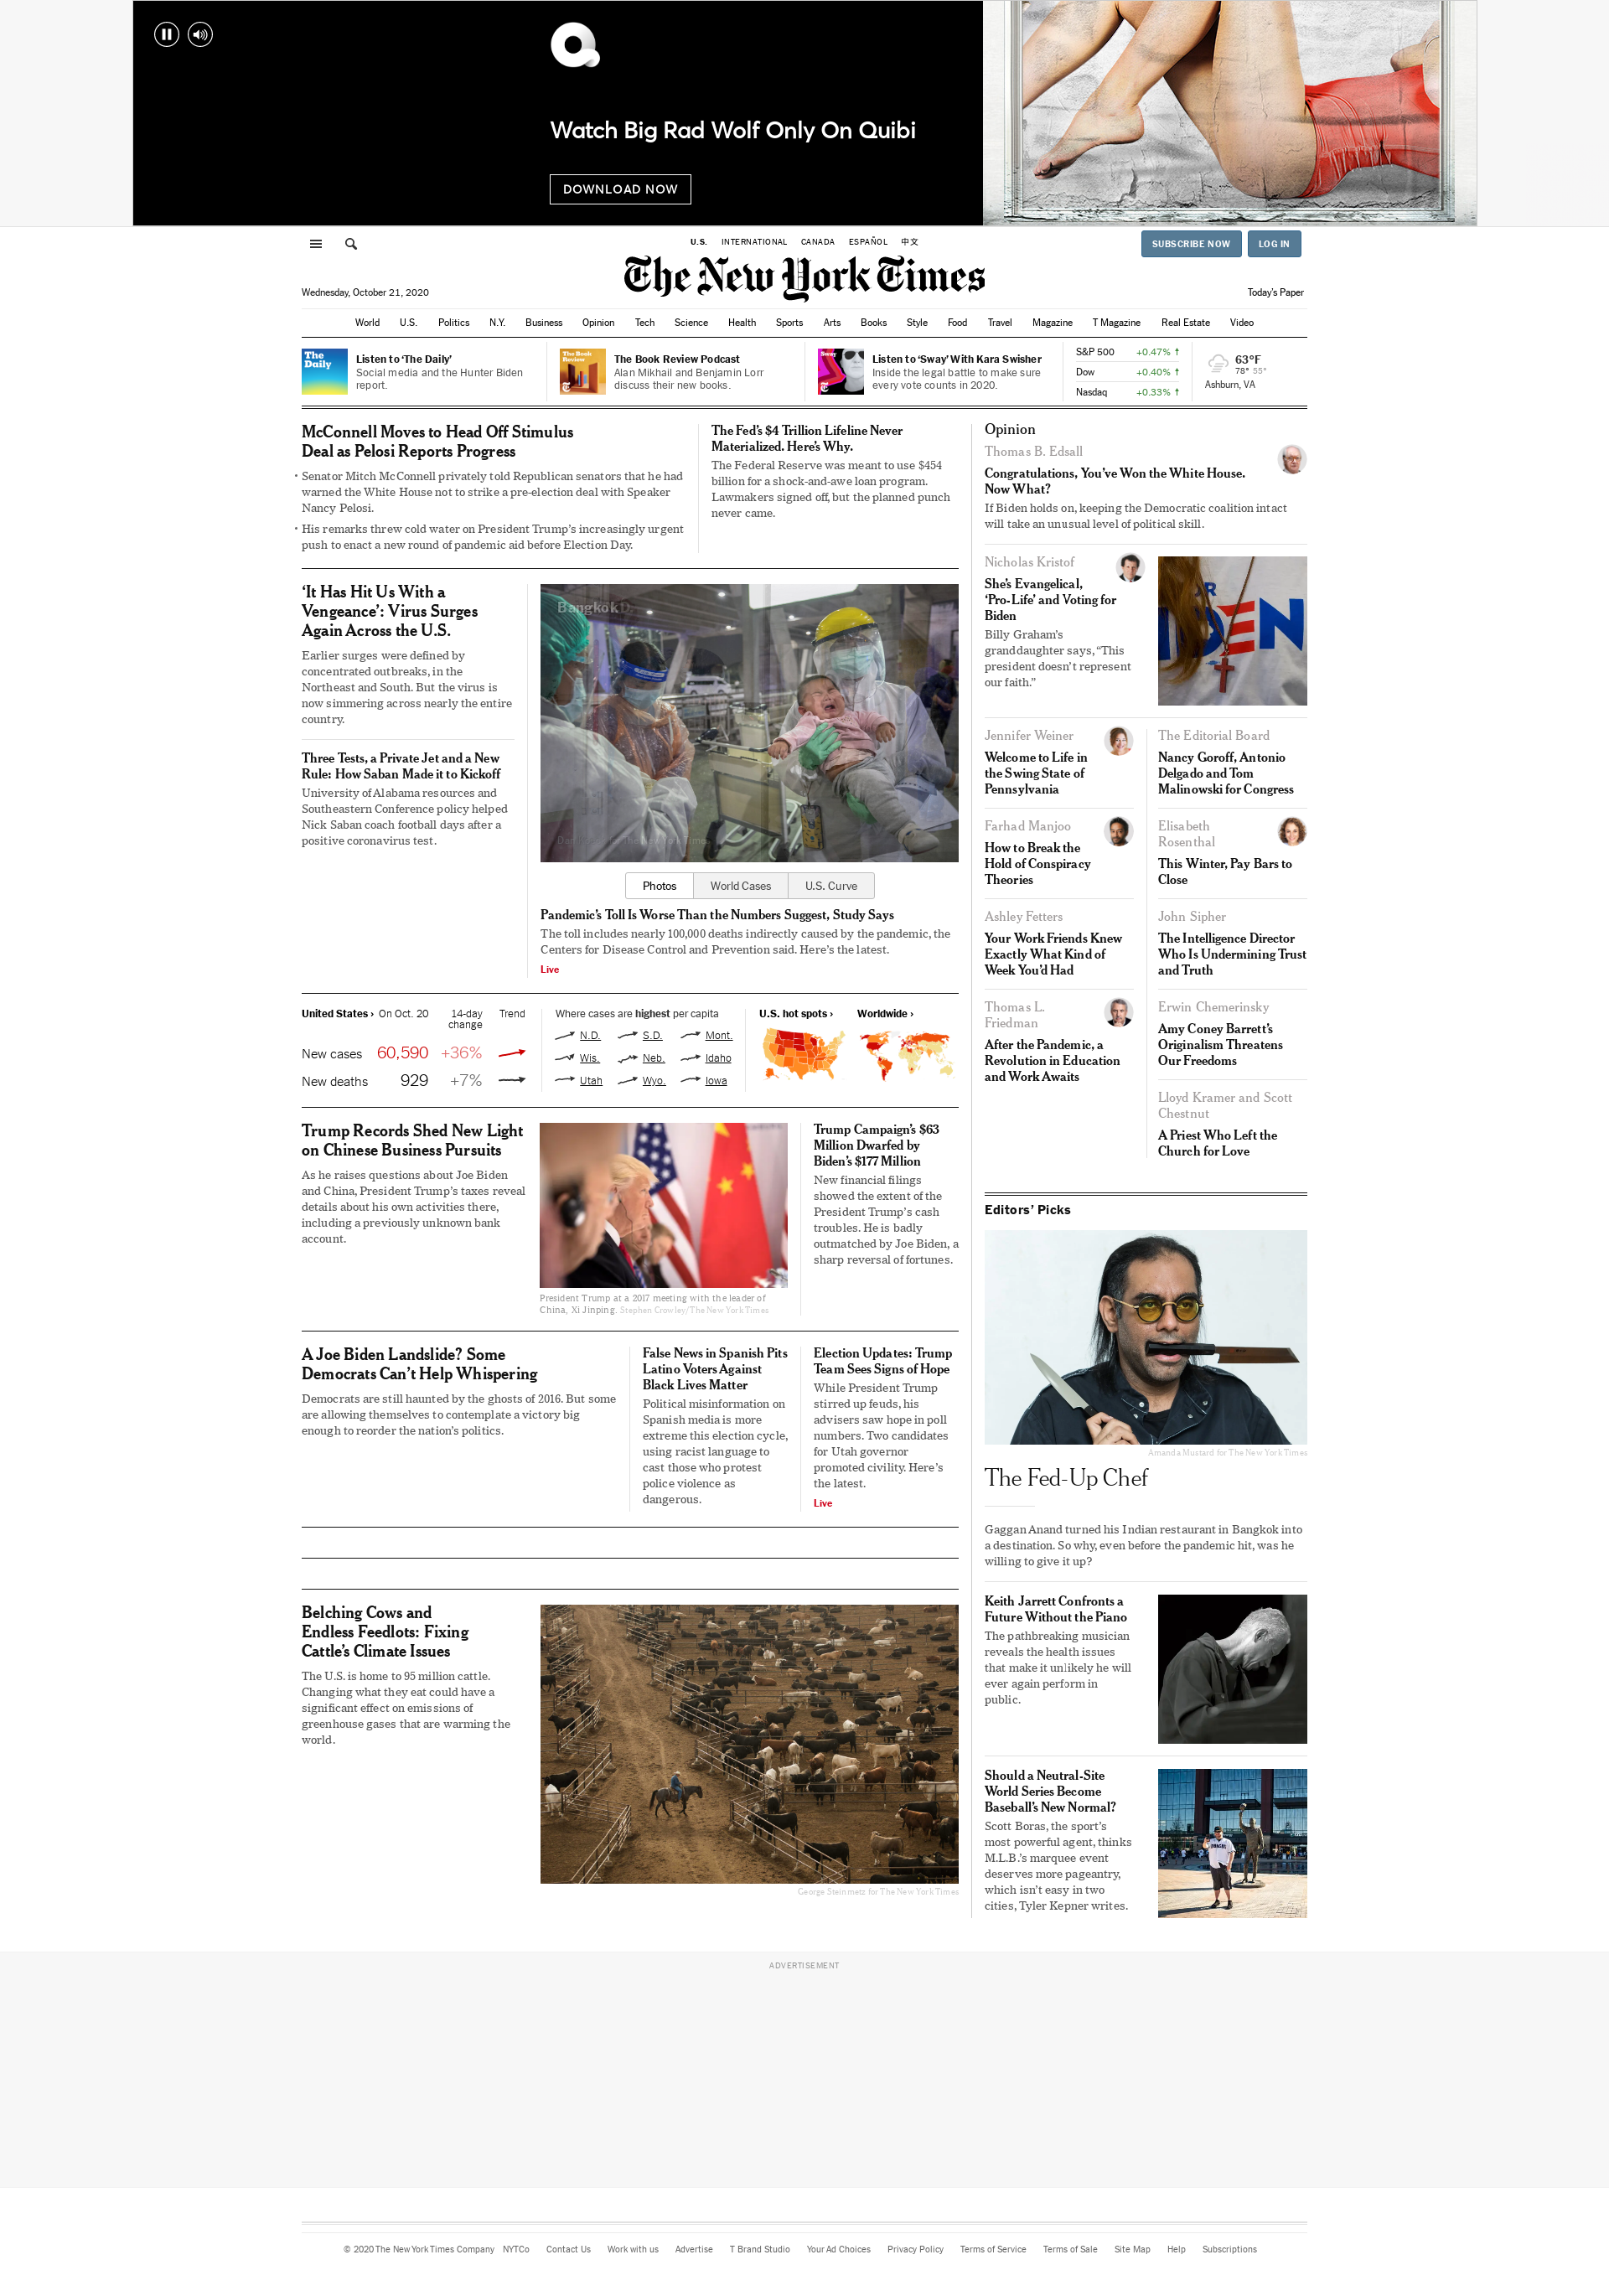 Watch Big Rad Wolf Only On Quibi
DOWNLOAD NOW
U.S. INTERNATIONAL CANADA ESPAÑOL 中文
SUBSCRIBE NOW LOG IN
The New York Times
Wednesday, October 21, 2020
Today's Paper
World U.S. Politics N.Y. Business Opinion Tech Science Health Sports Arts Books Style Food Travel Magazine T Magazine Real Estate Video
The Daily
Listen to ‘The Daily’
Social media and the Hunter Biden
report.
The Book Review
The Book Review Podcast
Alan Mikhail and Benjamin Lorr
discuss their new books.
Sway
Listen to ‘Sway’ With Kara Swisher
Inside the legal battle to make sure
every vote counts in 2020.
S&P 500 +0.47% ↑
Dow +0.40% ↑
Nasdaq +0.33% ↑
63°F
78° 55°
Ashburn, VA
McConnell Moves to Head Off Stimulus
Deal as Pelosi Reports Progress
• Senator Mitch McConnell privately told Republican senators that he had
warned the White House not to strike a pre-election deal with Speaker
Nancy Pelosi.
• His remarks threw cold water on President Trump’s increasingly urgent
push to enact a new round of pandemic aid before Election Day.
The Fed’s $4 Trillion Lifeline Never
Materialized. Here’s Why.
The Federal Reserve was meant to use $454
billion for a shock-and-awe loan program.
Lawmakers signed off, but the planned punch
never came.
‘It Has Hit Us With a
Vengeance’: Virus Surges
Again Across the U.S.
Earlier surges were defined by
concentrated outbreaks, in the
Northeast and South. But the virus is
now simmering across nearly the entire
country.
Three Tests, a Private Jet and a New
Rule: How Saban Made it to Kickoff
University of Alabama resources and
Southeastern Conference policy helped
Nick Saban coach football days after a
positive coronavirus test.
Bangkok
Photos World Cases U.S. Curve
Pandemic’s Toll Is Worse Than the Numbers Suggest, Study Says
The toll includes nearly 100,000 deaths indirectly caused by the pandemic, the
Centers for Disease Control and Prevention said. Here’s the latest.
Live
United States › On Oct. 20 14-day change Trend
New cases 60,590 +36%
New deaths 929 +7%
Where cases are highest per capita
N.D. S.D. Mont.
Wis. Neb. Idaho
Utah Wyo. Iowa
U.S. hot spots › Worldwide ›
Trump Records Shed New Light
on Chinese Business Pursuits
As he raises questions about Joe Biden
and China, President Trump’s taxes reveal
details about his own activities there,
including a previously unknown bank
account.
President Trump at a 2017 meeting with the leader of
China, Xi Jinping. Stephen Crowley/The New York Times
Trump Campaign’s $63
Million Dwarfed by
Biden’s $177 Million
New financial filings
showed the extent of the
President Trump’s cash
troubles. He is badly
outmatched by Joe Biden, a
sharp reversal of fortunes.
A Joe Biden Landslide? Some
Democrats Can’t Help Whispering
Democrats are still haunted by the ghosts of 2016. But some
are allowing themselves to contemplate a victory big
enough to reorder the nation’s politics.
False News in Spanish Pits
Latino Voters Against
Black Lives Matter
Political misinformation on
Spanish media is more
extreme this election cycle,
using racist language to
cast those who protest
police violence as
dangerous.
Election Updates: Trump
Team Sees Signs of Hope
While President Trump
stirred up feuds, his
advisers saw hope in poll
numbers. Two candidates
for Utah governor
promoted civility. Here’s
the latest.
Live
Belching Cows and
Endless Feedlots: Fixing
Cattle’s Climate Issues
The U.S. is home to 95 million cattle.
Changing what they eat could have a
significant effect on emissions of
greenhouse gases that are warming the
world.
George Steinmetz for The New York Times
Opinion
Thomas B. Edsall
Congratulations, You’ve Won the White House.
Now What?
If Biden holds on, keeping the Democratic coalition intact
will take an unusual level of political skill.
Nicholas Kristof
She’s Evangelical,
‘Pro-Life’ and Voting for
Biden
Billy Graham’s
granddaughter says, “This
president doesn’t represent
our faith.”
Jennifer Weiner
Welcome to Life in
the Swing State of
Pennsylvania
The Editorial Board
Nancy Goroff, Antonio
Delgado and Tom
Malinowski for Congress
Farhad Manjoo
How to Break the
Hold of Conspiracy
Theories
Elisabeth
Rosenthal
This Winter, Pay Bars to
Close
Ashley Fetters
Your Work Friends Knew
Exactly What Kind of
Week You’d Had
John Sipher
The Intelligence Director
Who Is Undermining Trust
and Truth
Thomas L.
Friedman
After the Pandemic, a
Revolution in Education
and Work Awaits
Erwin Chemerinsky
Amy Coney Barrett’s
Originalism Threatens
Our Freedoms
Lloyd Kramer and Scott
Chestnut
A Priest Who Left the
Church for Love
Editors’ Picks
Amanda Mustard for The New York Times
The Fed-Up Chef
Gaggan Anand turned his Indian restaurant in Bangkok into
a destination. So why, even before the pandemic hit, was he
willing to give it up?
Keith Jarrett Confronts a
Future Without the Piano
The pathbreaking musician
reveals the health issues
that make it unlikely he will
ever again perform in
public.
Should a Neutral-Site
World Series Become
Baseball’s New Normal?
Scott Boras, the sport’s
most powerful agent, thinks
M.L.B.’s marquee event
deserves more pageantry,
which isn’t easy in two
cities, Tyler Kepner writes.
ADVERTISEMENT
© 2020 The New York Times Company NYTCo Contact Us Work with us Advertise T Brand Studio Your Ad Choices Privacy Policy Terms of Service Terms of Sale Site Map Help Subscriptions